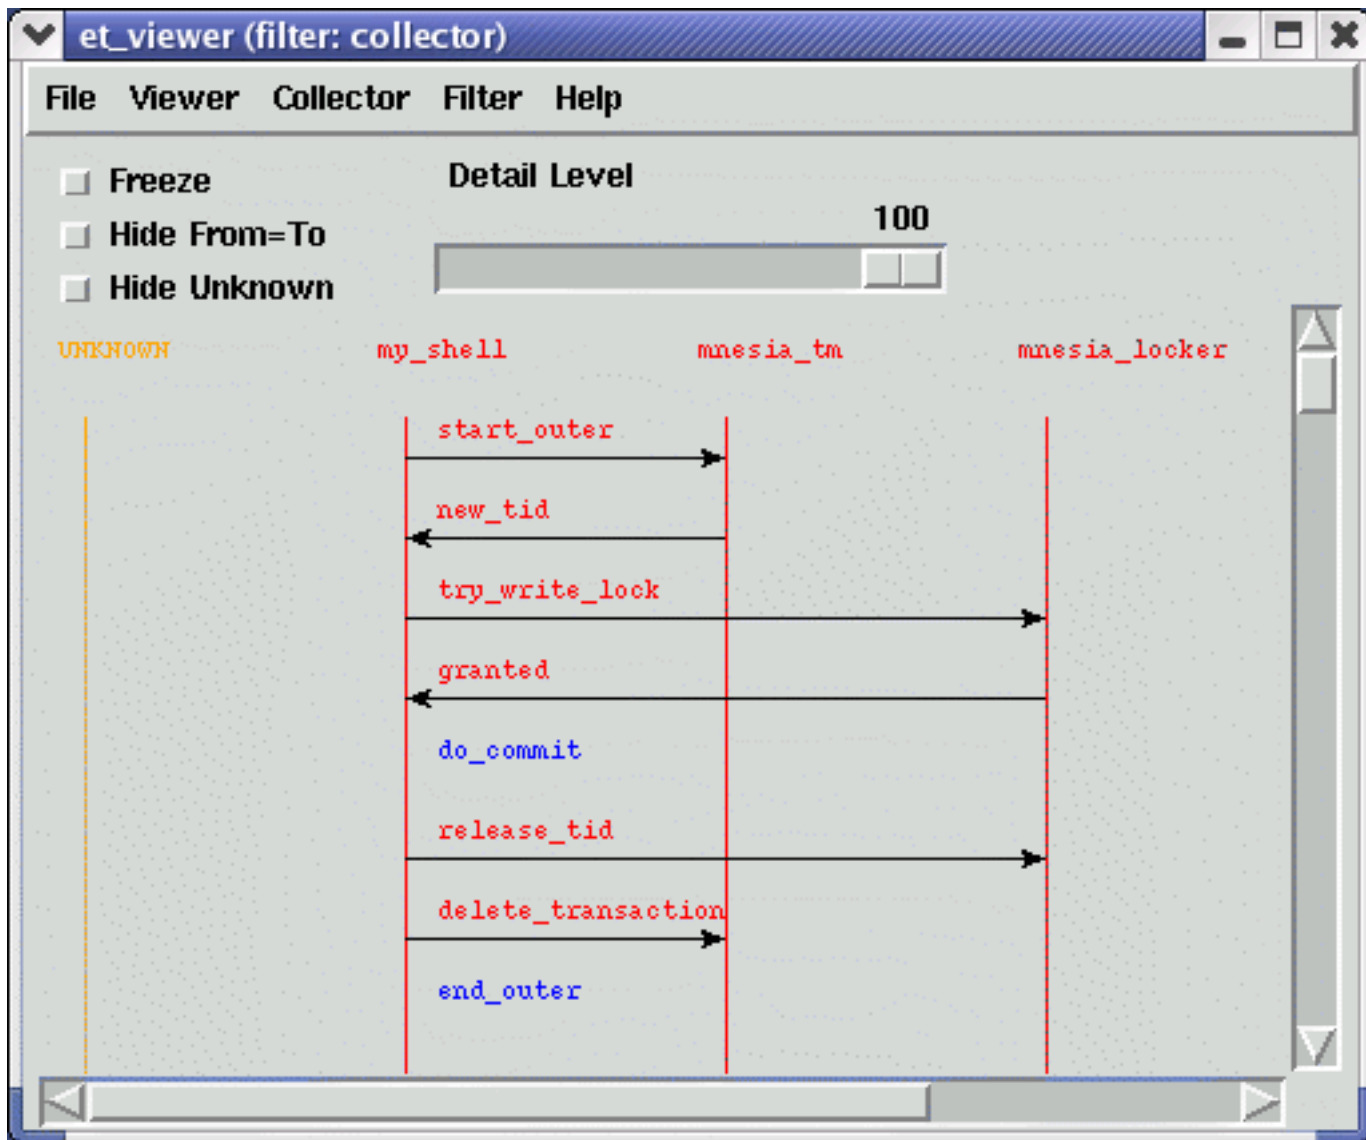 et_viewer (filter: collector)
File Viewer Collector Filter Help
Freeze
Detail Level
Hide From=To
100
Hide Unknown
UNKNOWN my_shell mnesia_tm mnesia_locker
start_outer
new_tid
try_write_lock
granted
do_commit
release_tid
delete_transaction
end_outer